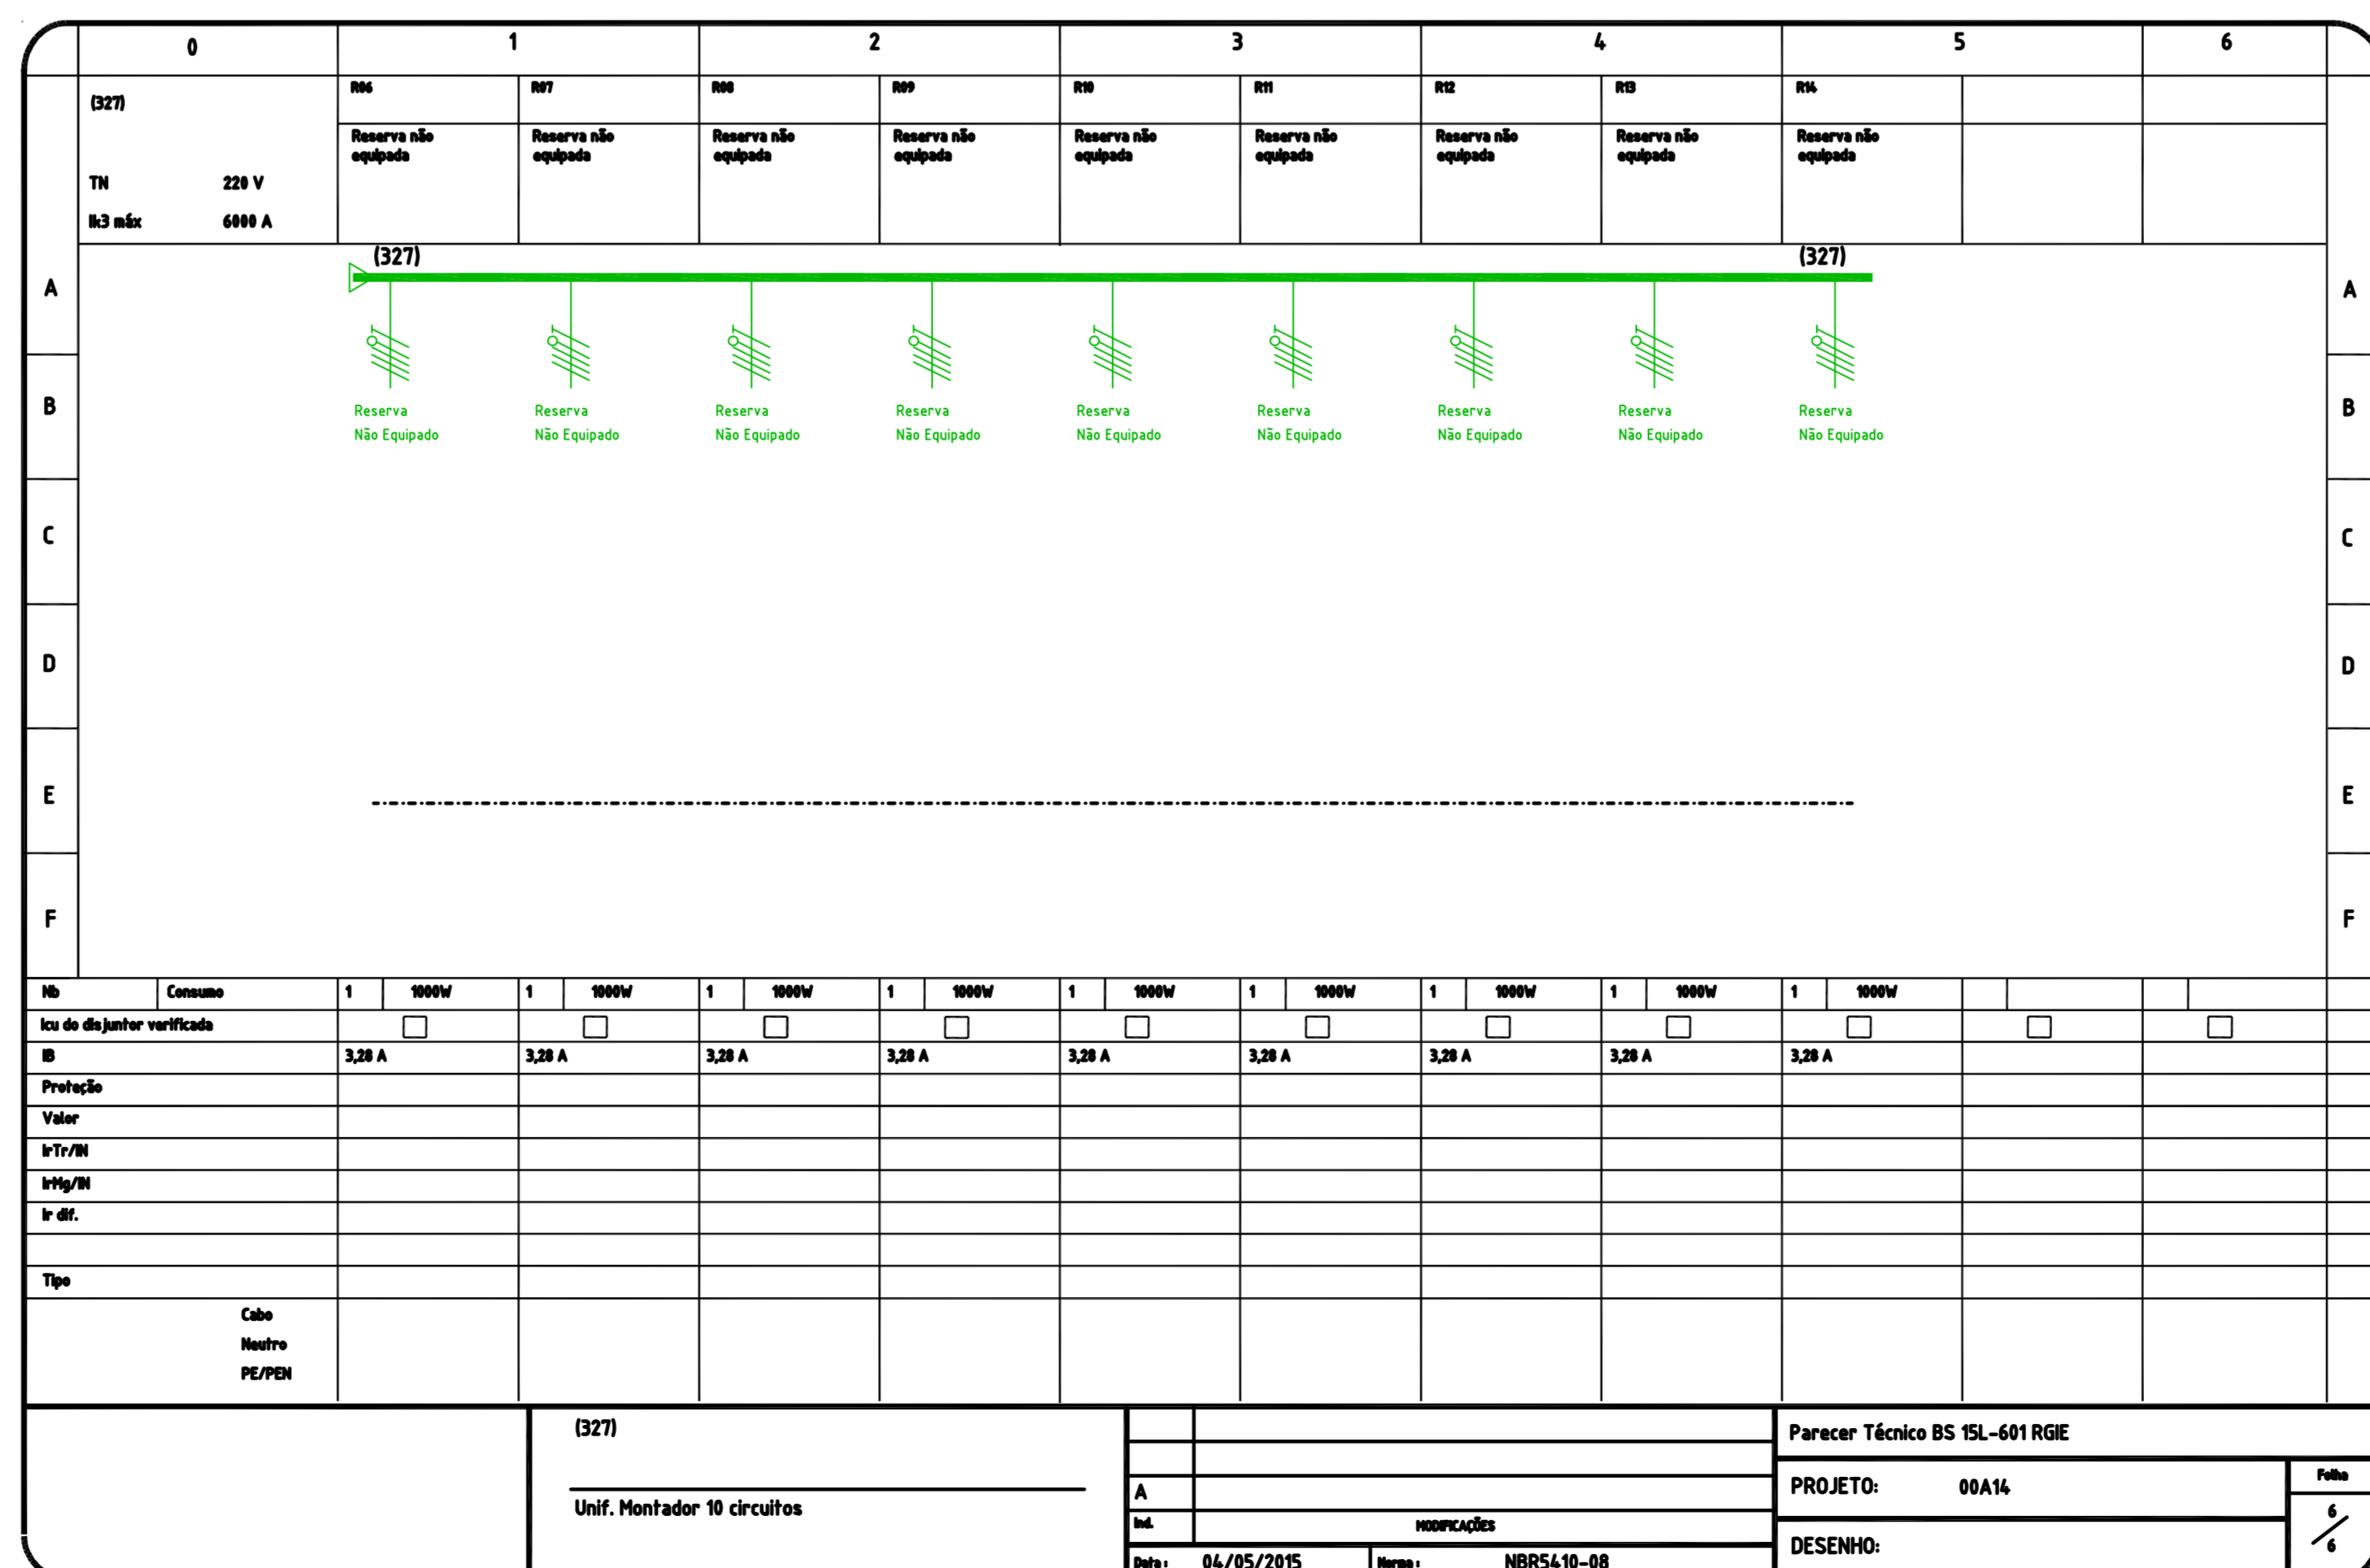 0 1 2 3 4 5 6
(327) R06 R07 R08 R09 R10 R11 R12 R13 R14
Reserva não equipada Reserva não equipada Reserva não equipada Reserva não equipada Reserva não equipada Reserva não equipada Reserva não equipada Reserva não equipada Reserva não equipada
TN 220 V
Ik3 máx 6000 A
(327) (327)
A A
B B
Reserva Reserva Reserva Reserva Reserva Reserva Reserva Reserva Reserva
Não Equipado Não Equipado Não Equipado Não Equipado Não Equipado Não Equipado Não Equipado Não Equipado Não Equipado
C C
D D
E E
F F
Nb Consumo 1 1000W 1 1000W 1 1000W 1 1000W 1 1000W 1 1000W 1 1000W 1 1000W 1 1000W
Icu do disjuntor verificada
IB 3,28 A 3,28 A 3,28 A 3,28 A 3,28 A 3,28 A 3,28 A 3,28 A 3,28 A
Proteção
Valor
IrTr/IN
IrMg/IN
Ir dif.
Tipo
Cabo
Neutro
PE/PEN
(327)
Unif. Montador 10 circuitos
A
Ind. MODIFICAÇÕES
Data : 04/05/2015 Norma : NBR5410-08
Parecer Técnico BS 15L-601 RGIE
PROJETO: 00A14
Folha
6/6
DESENHO: